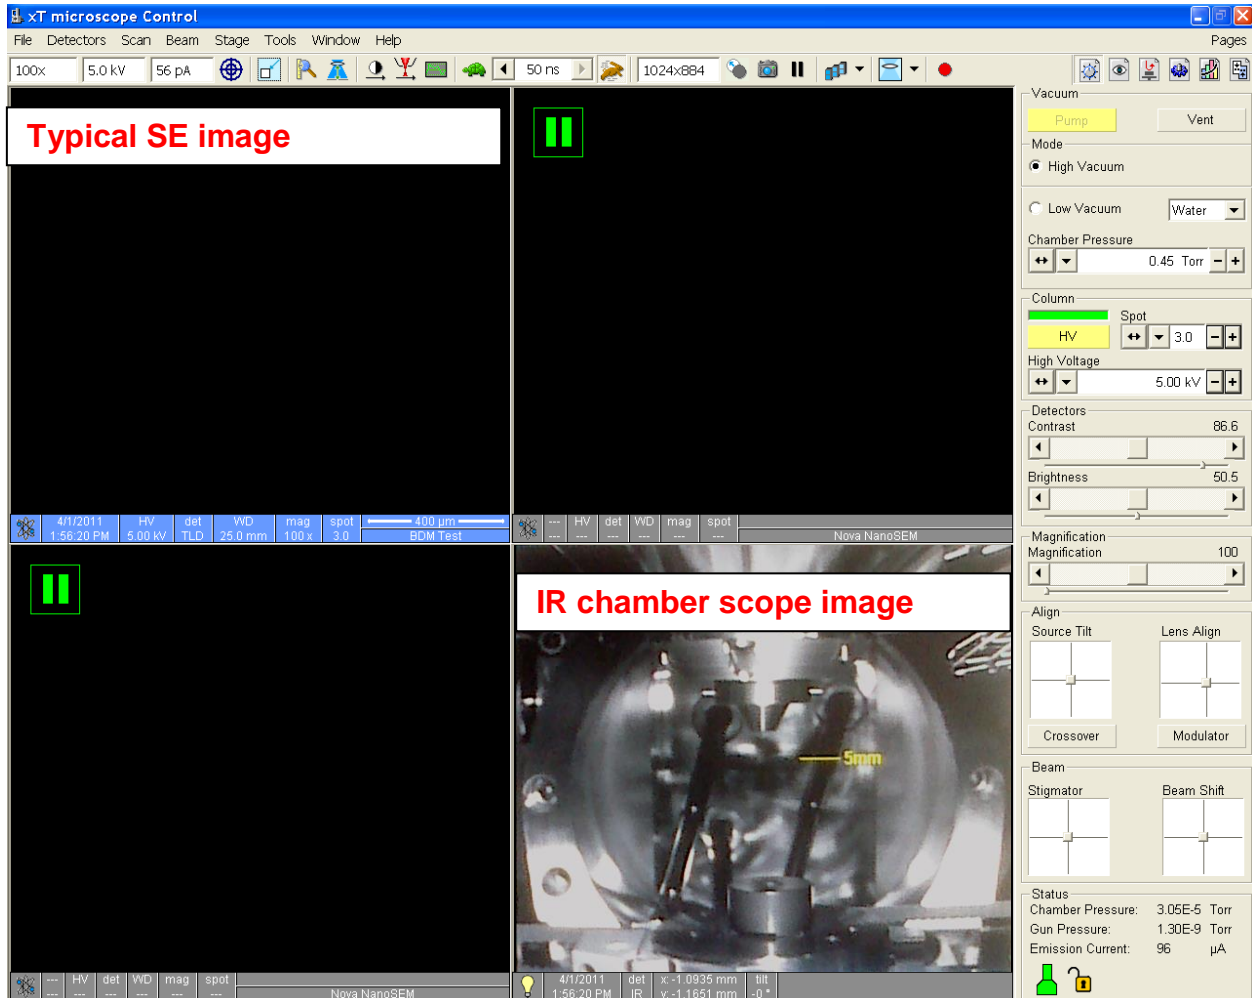 xT microscope Control
File Detectors Scan Beam Stage Tools Window Help Pages
100x 5.0 kV 56 pA 50 ns 1024x884
Typical SE image
4/1/2011 HV det WD mag spot 400 µm
1:56:20 PM 5.00 kV TLD 25.0 mm 100 x 3.0 BDM Test
--- HV det WD mag spot
--- --- --- --- --- --- Nova NanoSEM
IR chamber scope image
5mm
--- HV det WD mag spot
--- --- --- --- --- --- Nova NanoSEM
4/1/2011 det x: -1.0935 mm tilt
1:56:20 PM IR y: -1.1651 mm -0 °
Vacuum
Pump Vent
Mode
High Vacuum
Low Vacuum Water
Chamber Pressure
0.45 Torr
Column
Spot
HV 3.0
High Voltage
5.00 kV
Detectors
Contrast 86.6
Brightness 50.5
Magnification
Magnification 100
Align
Source Tilt Lens Align
Crossover Modulator
Beam
Stigmator Beam Shift
Status
Chamber Pressure: 3.05E-5 Torr
Gun Pressure: 1.30E-9 Torr
Emission Current: 96 µA